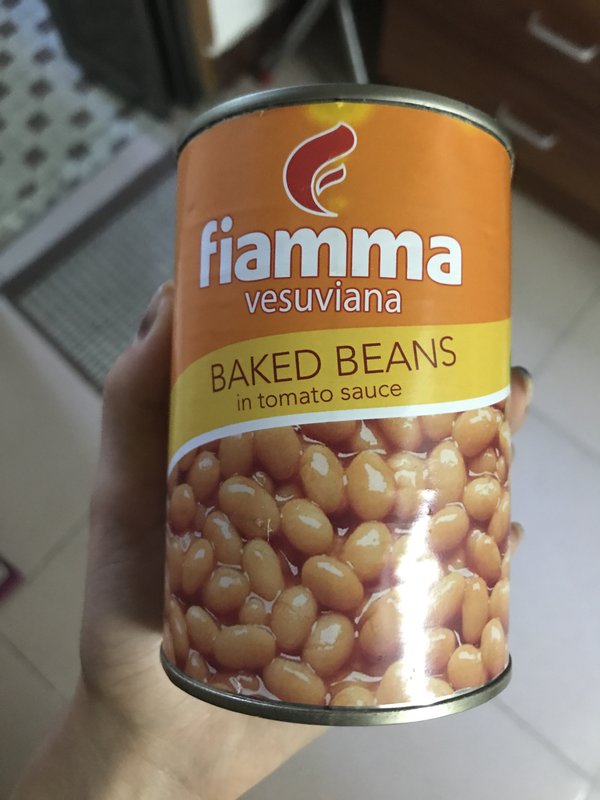 fiamma
vesuviana
BAKED BEANS
in tomato sauce